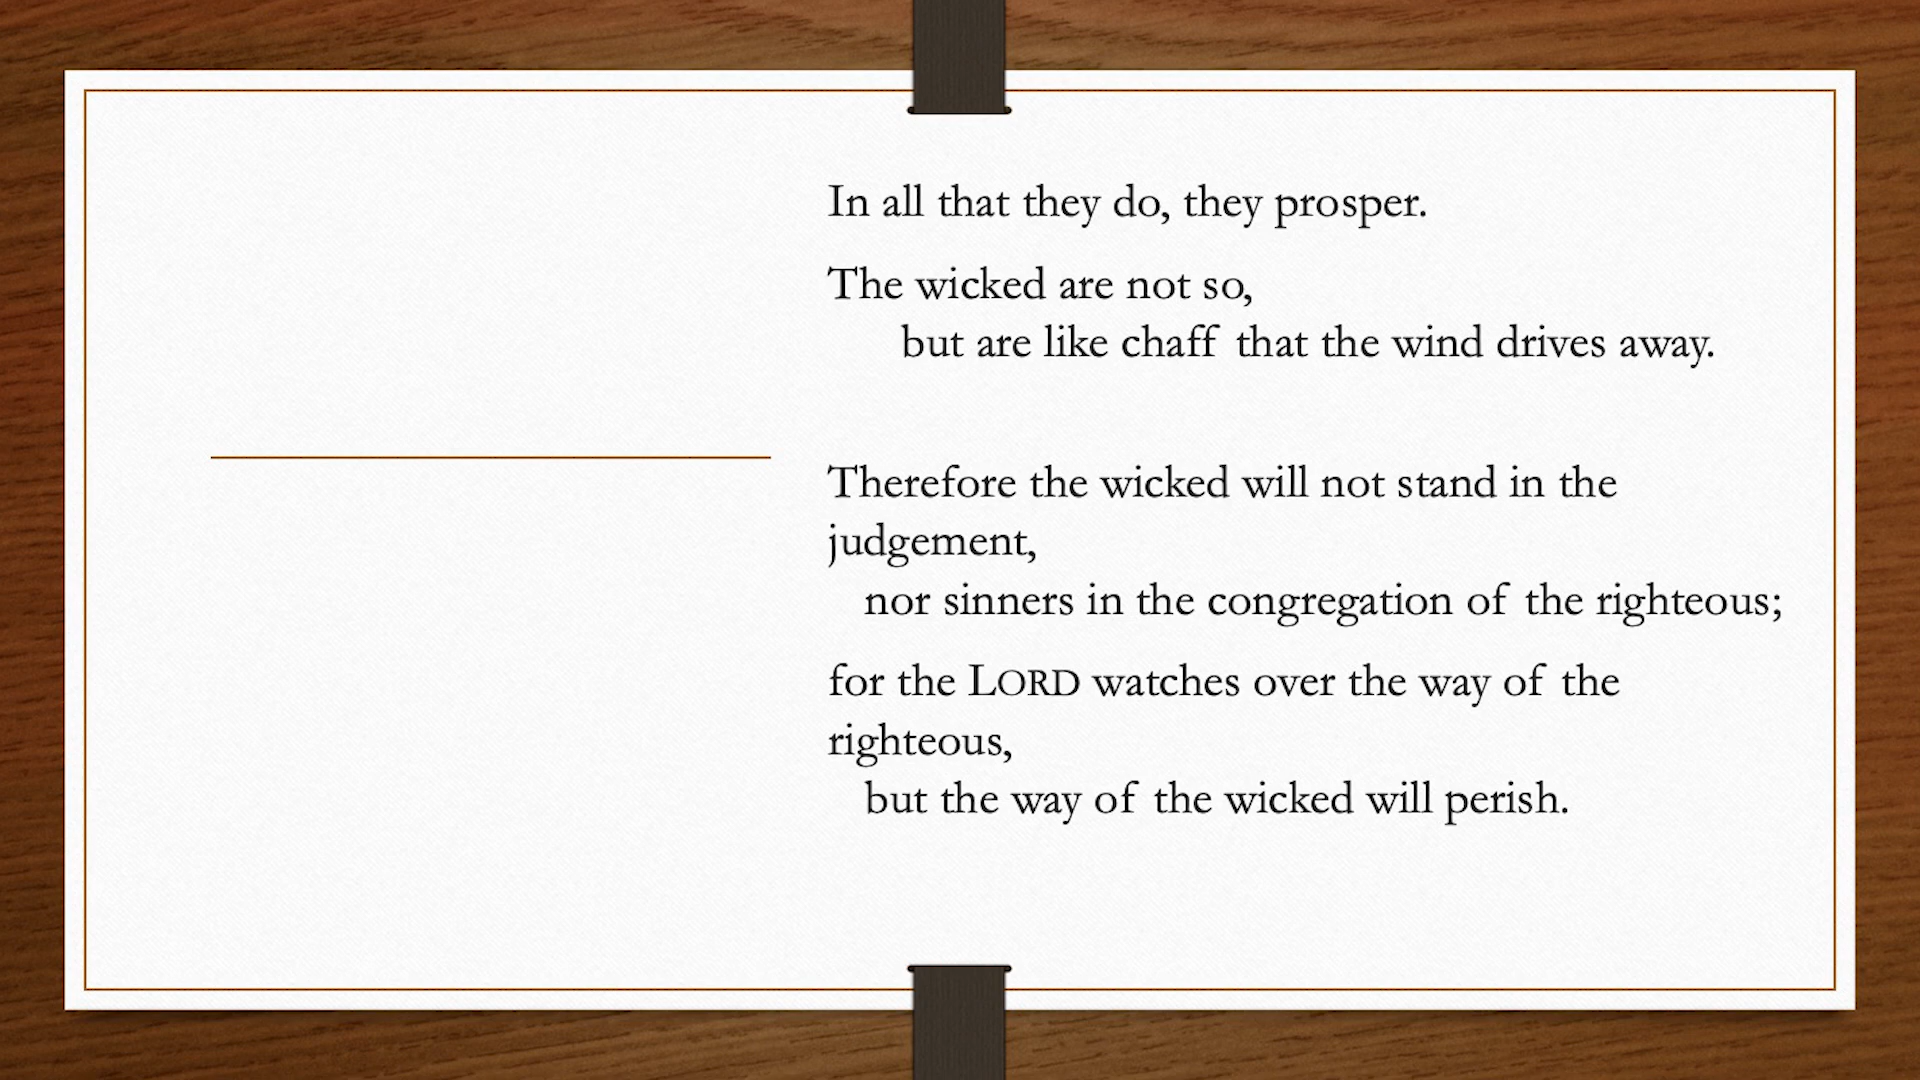 In all that they do, they prosper.
The wicked are not so,
but are like chaff that the wind drives away.
Therefore the wicked will not stand in the
judgement,
nor sinners in the congregation of the righteous;
for the LORD watches over the way of the
righteous,
but the way of the wicked will perish.